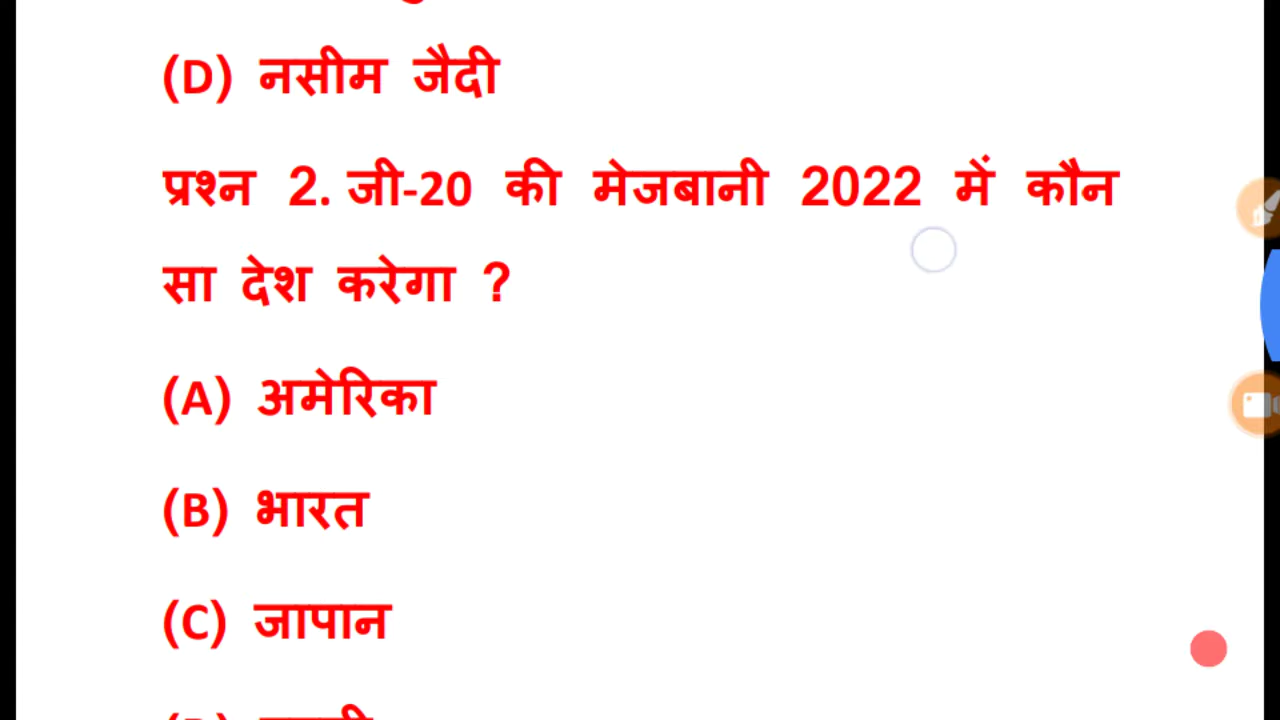 (D) नसीम जैदी
प्रश्न 2. जी-20 की मेजबानी 2022 में कौन
सा देश करेगा ?
(A) अमेरिका
(B) भारत
(C) जापान